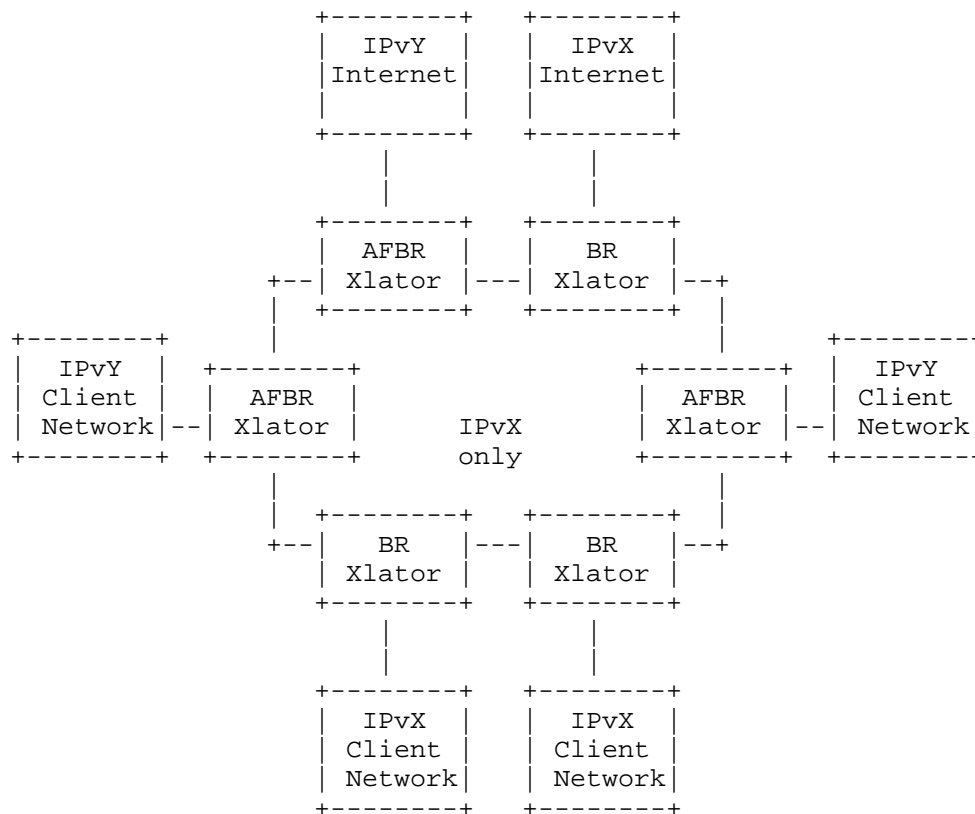 IPvY IPvX
Internet Internet
AFBR BR
Xlator Xlator
IPvY IPvY
Client AFBR AFBR Client
Network Xlator IPvX Xlator Network
only
BR BR
Xlator Xlator
IPvX IPvX
Client Client
Network Network